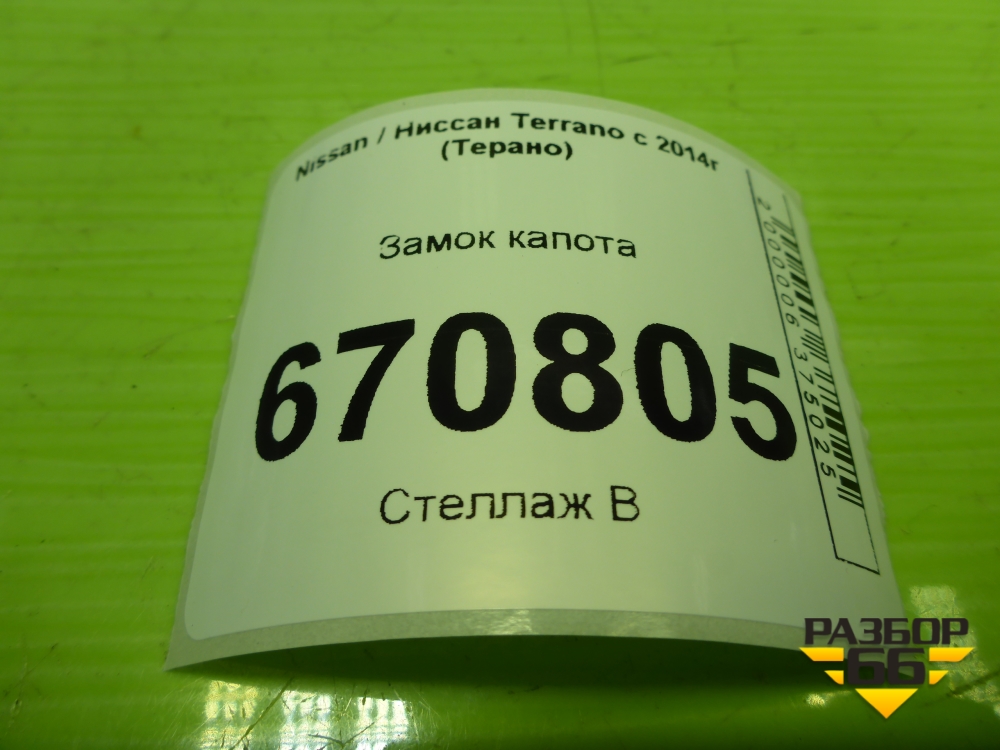 Nissan / Ниссан Terrano с 2014г
(Терано)
Замок капота
670805
Стеллаж В
2000006375025
РАЗБОР
66